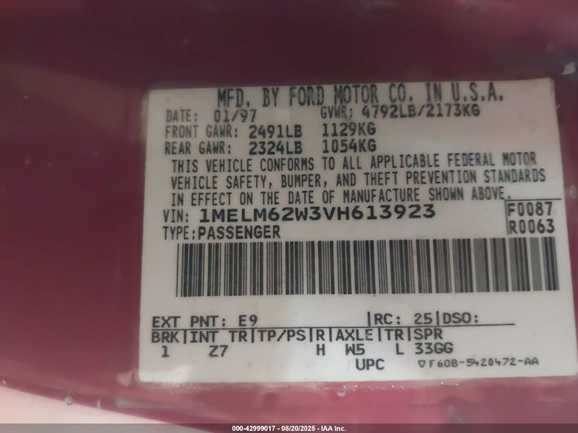 MFD. BY FORD MOTOR CO. IN U.S.A.
DATE: 01/97 GVWR: 4792LB/2173KG
FRONT GAWR: 2491LB 1129KG
REAR GAWR: 2324LB 1054KG
THIS VEHICLE CONFORMS TO ALL APPLICABLE FEDERAL MOTOR
VEHICLE SAFETY, BUMPER, AND THEFT PREVENTION STANDARDS
IN EFFECT ON THE DATE OF MANUFACTURE SHOWN ABOVE.
VIN: 1MELM62W3VH613923 F0087
TYPE: PASSENGER R0063
EXT PNT: E9 RC: 25 DSO:
BRK INT TR TP/PS R AXLE TR SPR
1 Z7 H W5 L 33GG
UPC F60B-5420472-AA
000-42999017 - 08/20/2025 - IAA Inc.